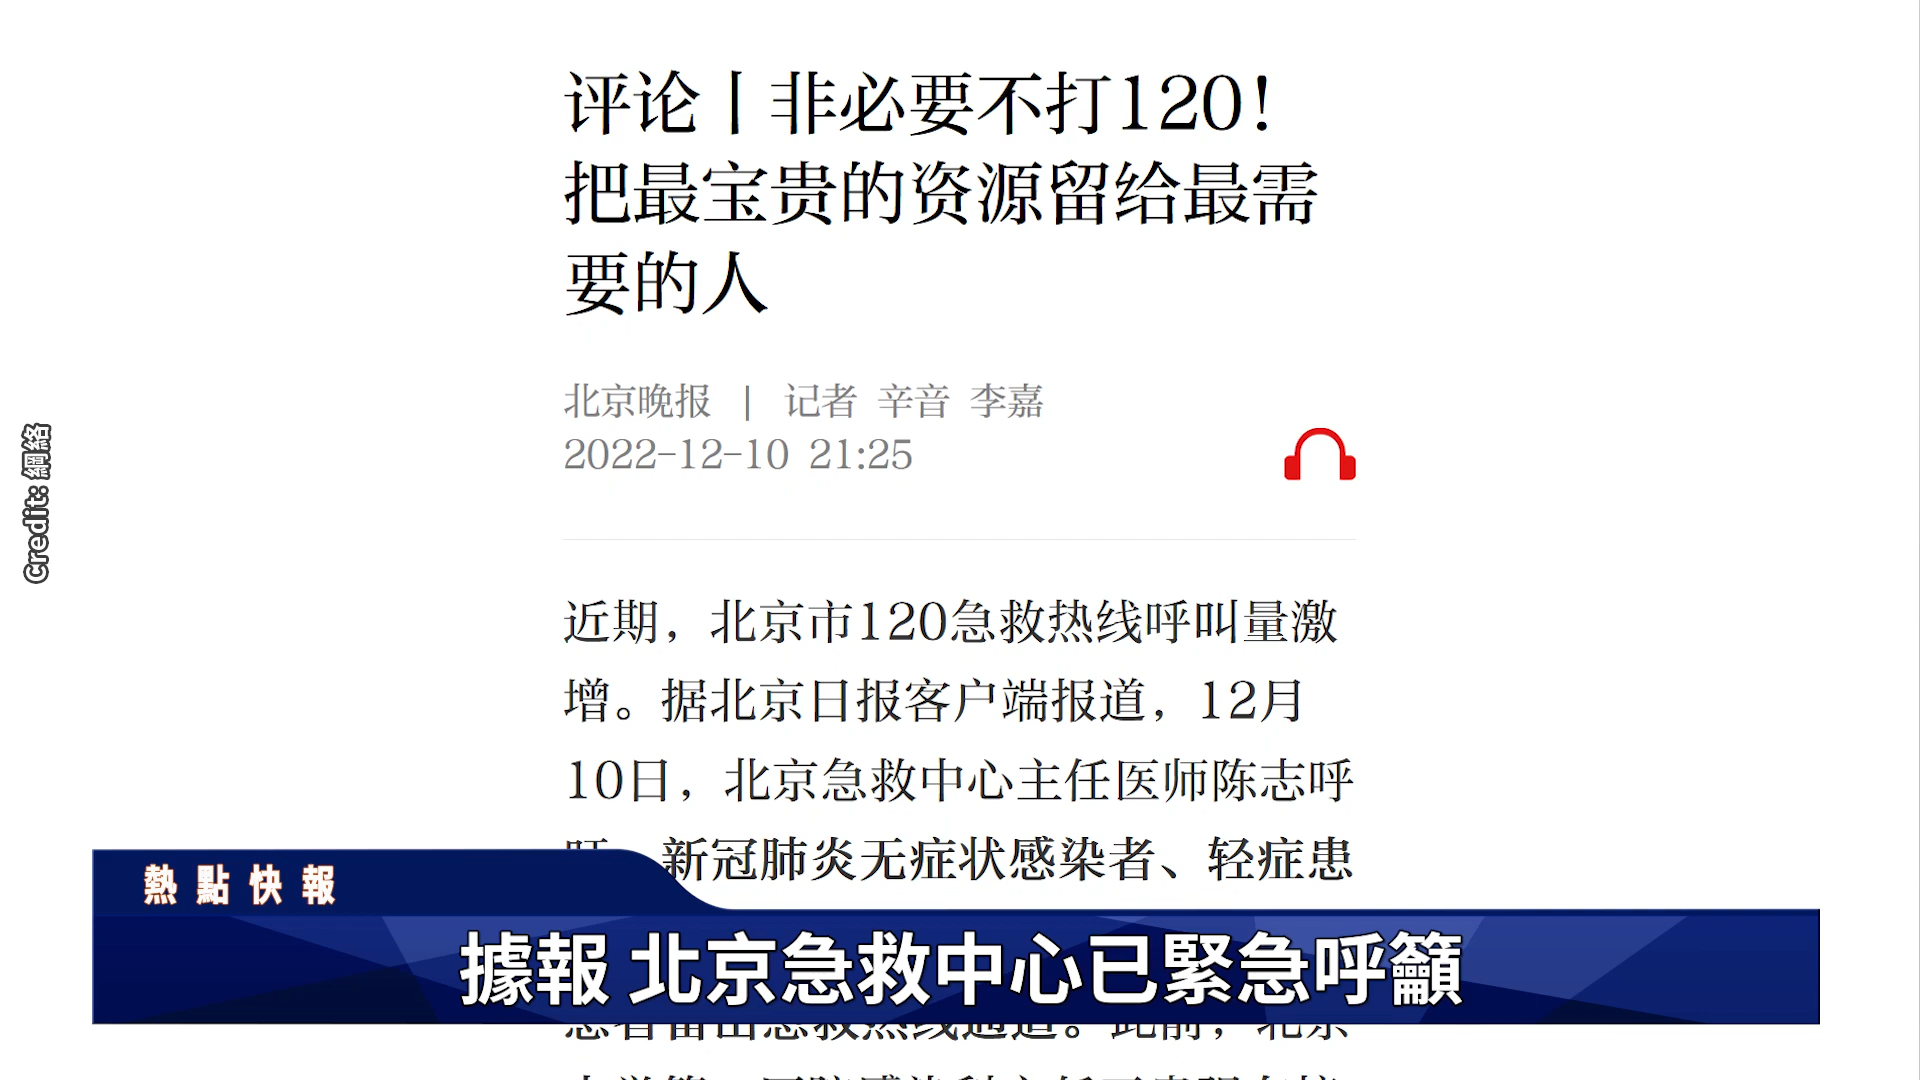 评论丨非必要不打120！
把最宝贵的资源留给最需
要的人
北京晚报 | 记者 辛音 李嘉
2022-12-10 21:25
Credit: 網絡
近期，北京市120急救热线呼叫量激
增。据北京日报客户端报道，12月
10日，北京急救中心主任医师陈志呼
新冠肺炎无症状感染者、轻症患
熱點快報
據報 北京急救中心已緊急呼籲